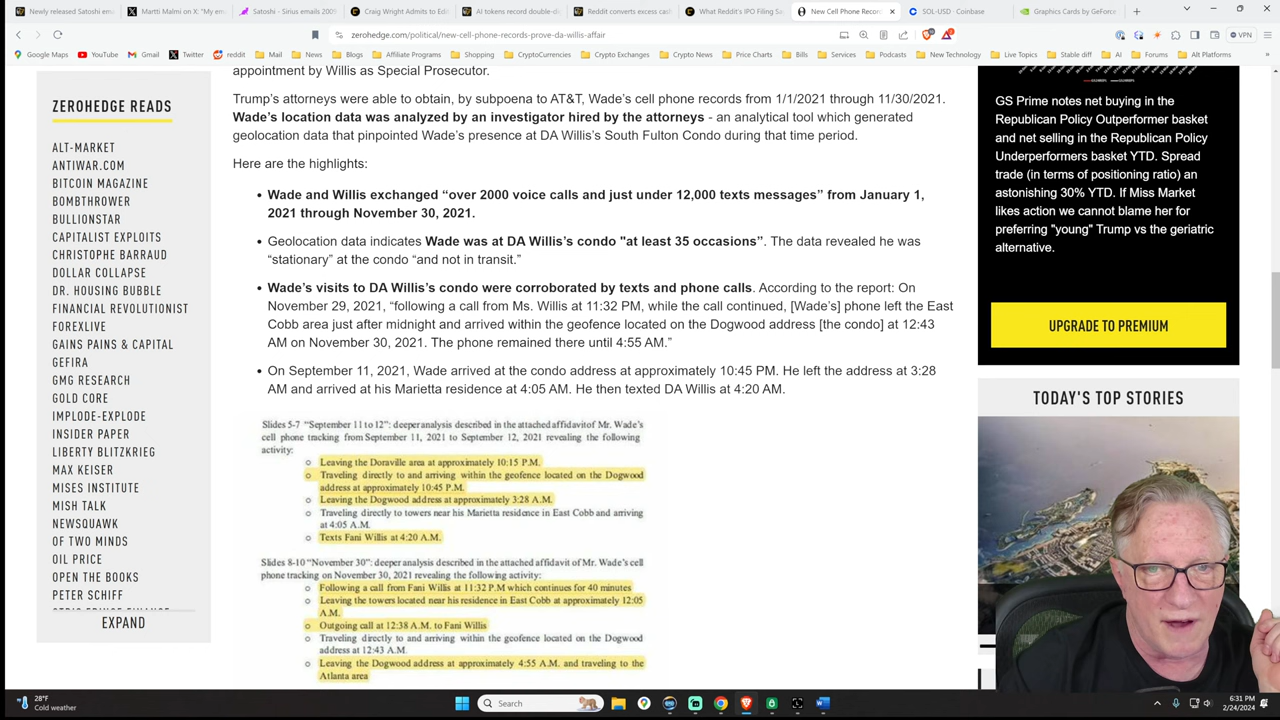 Newly released Satoshi em
Martti Malmi on X: "My em
Satoshi - Sirius emails 2009
Craig Wright Admits to Edi
AI tokens record double-di
Reddit converts excess cas
What Reddit's IPO Filing Sa
New Cell Phone Record
SOL-USD · Coinbase
Graphics Cards by GeForce
zerohedge.com/political/new-cell-phone-records-prove-da-willis-affair
VPN
Google Maps
YouTube
Gmail
Twitter
reddit
Mail
News
Blogs
Affiliate Programs
Shopping
CryptoCurrencies
Crypto Exchanges
Crypto News
Price Charts
Bills
Services
Podcasts
New Technology
Live Topics
Stable diff
AI
Forums
Alt Platforms
appointment by Willis as Special Prosecutor.
Trump's attorneys were able to obtain, by subpoena to AT&T, Wade's cell phone records from 1/1/2021 through 11/30/2021.
Wade's location data was analyzed by an investigator hired by the attorneys - an analytical tool which generated
geolocation data that pinpointed Wade's presence at DA Willis's South Fulton Condo during that time period.
Here are the highlights:
• Wade and Willis exchanged "over 2000 voice calls and just under 12,000 texts messages" from January 1,
2021 through November 30, 2021.
• Geolocation data indicates Wade was at DA Willis's condo "at least 35 occasions". The data revealed he was
"stationary" at the condo "and not in transit."
• Wade's visits to DA Willis's condo were corroborated by texts and phone calls. According to the report: On
November 29, 2021, "following a call from Ms. Willis at 11:32 PM, while the call continued, [Wade's] phone left the East
Cobb area just after midnight and arrived within the geofence located on the Dogwood address [the condo] at 12:43
AM on November 30, 2021. The phone remained there until 4:55 AM."
• On September 11, 2021, Wade arrived at the condo address at approximately 10:45 PM. He left the address at 3:28
AM and arrived at his Marietta residence at 4:05 AM. He then texted DA Willis at 4:20 AM.
Slides 5-7 "September 11 to 12": deeper analysis described in the attached affidavit of Mr. Wade's
cell phone tracking from September 11, 2021 to September 12, 2021 revealing the following
activity:
o Leaving the Doraville area at approximately 10:15 P.M.
o Traveling directly to and arriving within the geofence located on the Dogwood
address at approximately 10:45 P.M.
o Leaving the Dogwood address at approximately 3:28 A.M.
o Traveling directly to towers near his Marietta residence in East Cobb and arriving
at 4:05 A.M.
o Texts Fani Willis at 4:20 A.M.
Slides 8-10 "November 30": deeper analysis described in the attached affidavit of Mr. Wade's cell
phone tracking on November 30, 2021 revealing the following activity:
o Following a call from Fani Willis at 11:32 P.M which continues for 40 minutes
o Leaving the towers located near his residence in East Cobb at approximately 12:05
A.M.
o Outgoing call at 12:38 A.M. to Fani Willis
o Traveling directly to and arriving within the geofence located on the Dogwood
address at 12:43 A.M.
o Leaving the Dogwood address at approximately 4:55 A.M. and traveling to the
Atlanta area
ZEROHEDGE READS
ALT-MARKET
ANTIWAR.COM
BITCOIN MAGAZINE
BOMBTHROWER
BULLIONSTAR
CAPITALIST EXPLOITS
CHRISTOPHE BARRAUD
DOLLAR COLLAPSE
DR. HOUSING BUBBLE
FINANCIAL REVOLUTIONIST
FOREXLIVE
GAINS PAINS & CAPITAL
GEFIRA
GMG RESEARCH
GOLD CORE
IMPLODE-EXPLODE
INSIDER PAPER
LIBERTY BLITZKRIEG
MAX KEISER
MISES INSTITUTE
MISH TALK
NEWSQUAWK
OF TWO MINDS
OIL PRICE
OPEN THE BOOKS
PETER SCHIFF
EXPAND
GS Prime notes net buying in the
Republican Policy Outperformer basket
and net selling in the Republican Policy
Underperformers basket YTD. Spread
trade (in terms of positioning ratio) an
astonishing 30% YTD. If Miss Market
likes action we cannot blame her for
preferring "young" Trump vs the geriatric
alternative.
UPGRADE TO PREMIUM
TODAY'S TOP STORIES
28°F
Cold weather
Search
6:31 PM
2/24/2024